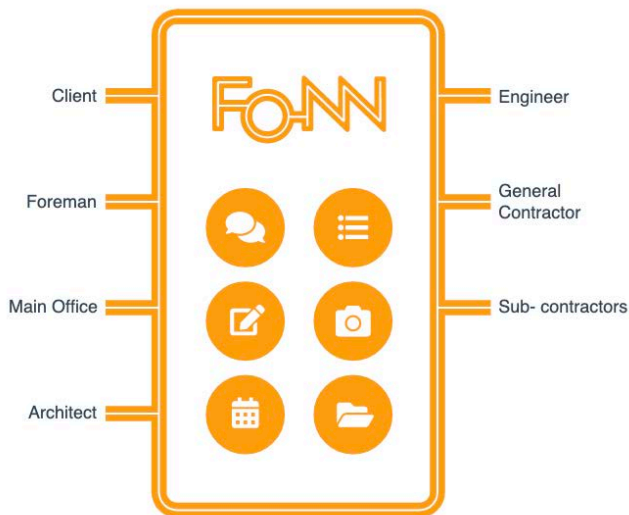 Client
FONN
Engineer
Foreman
General
Contractor
Main Office
Sub- contractors
Architect